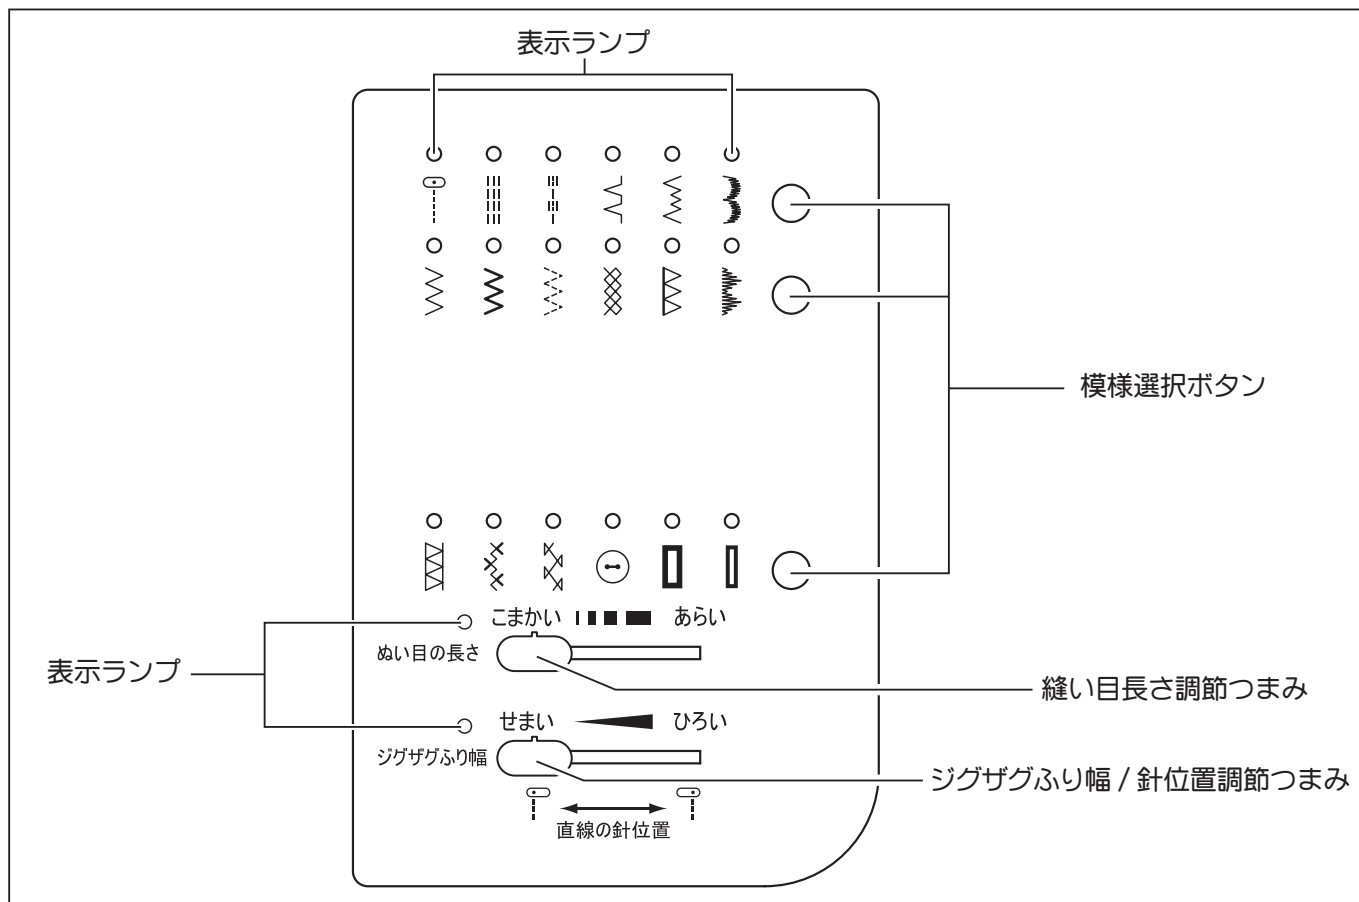 表示ランプ
模様選択ボタン
こまかい あらい
ぬい目の長さ
表示ランプ
縫い目長さ調節つまみ
せまい ひろい
ジグザグふり幅
ジグザグふり幅 / 針位置調節つまみ
直線の針位置